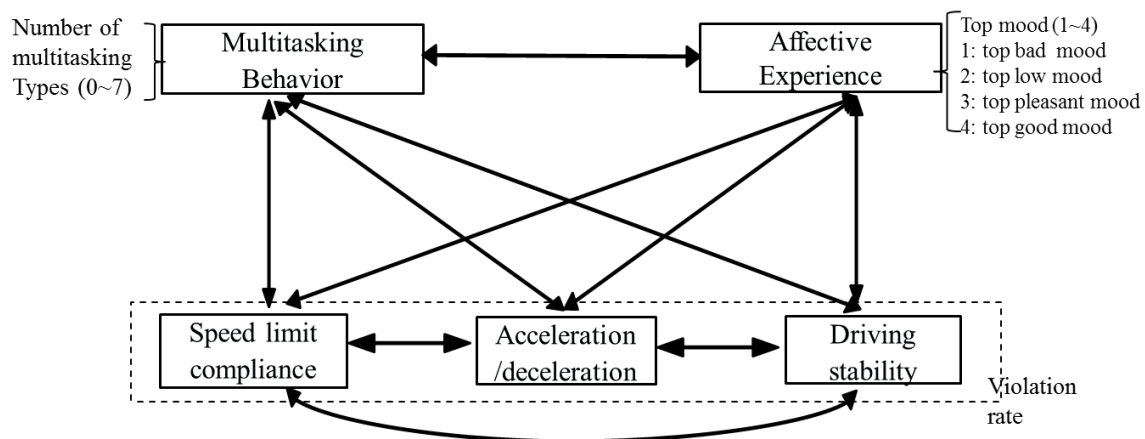 Number of
multitasking
Types (0~7)
Multitasking
Behavior
Affective
Experience
Top mood (1~4)
1: top bad mood
2: top low mood
3: top pleasant mood
4: top good mood
Speed limit
compliance
Acceleration
/deceleration
Driving
stability
Violation
rate